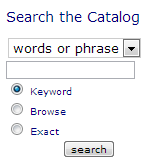 Search the Catalog
words or phrase
Keyword
Browse
Exact
search